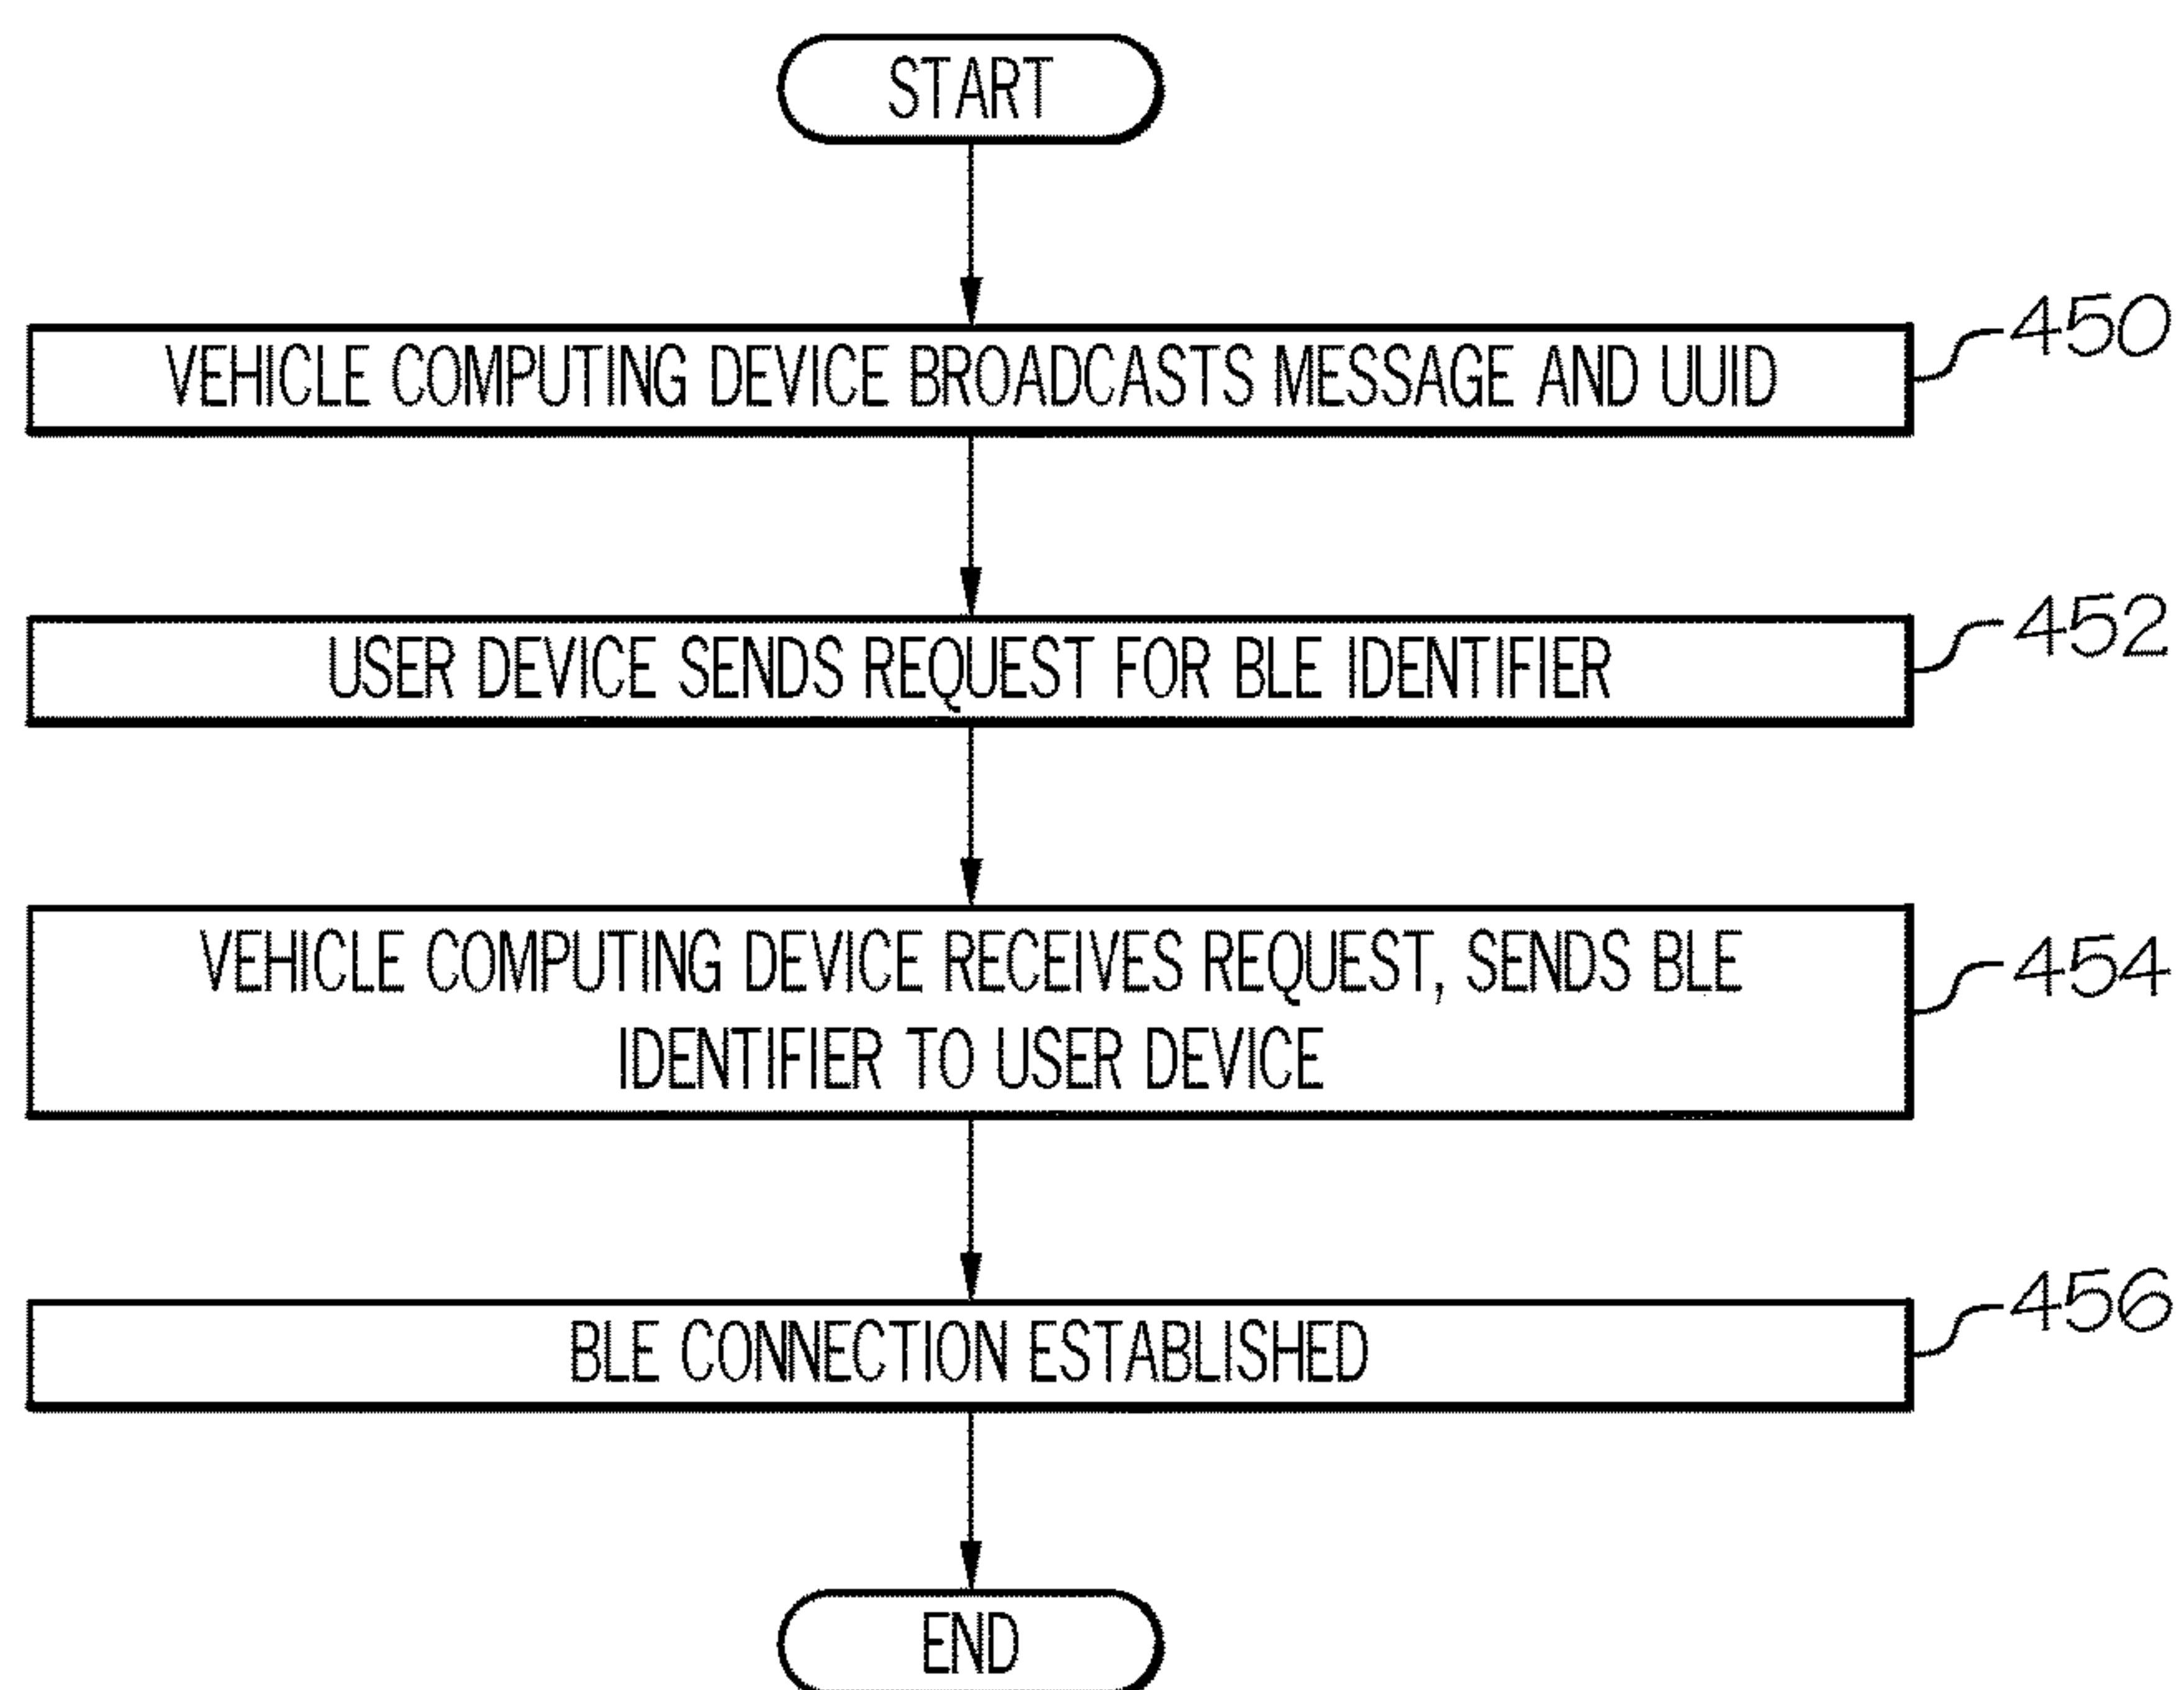 START
VEHICLE COMPUTING DEVICE BROADCASTS MESSAGE AND UUID
450
USER DEVICE SENDS REQUEST FOR BLE IDENTIFIER
452
VEHICLE COMPUTING DEVICE RECEIVES REQUEST, SENDS BLE
IDENTIFIER TO USER DEVICE
454
BLE CONNECTION ESTABLISHED
456
END